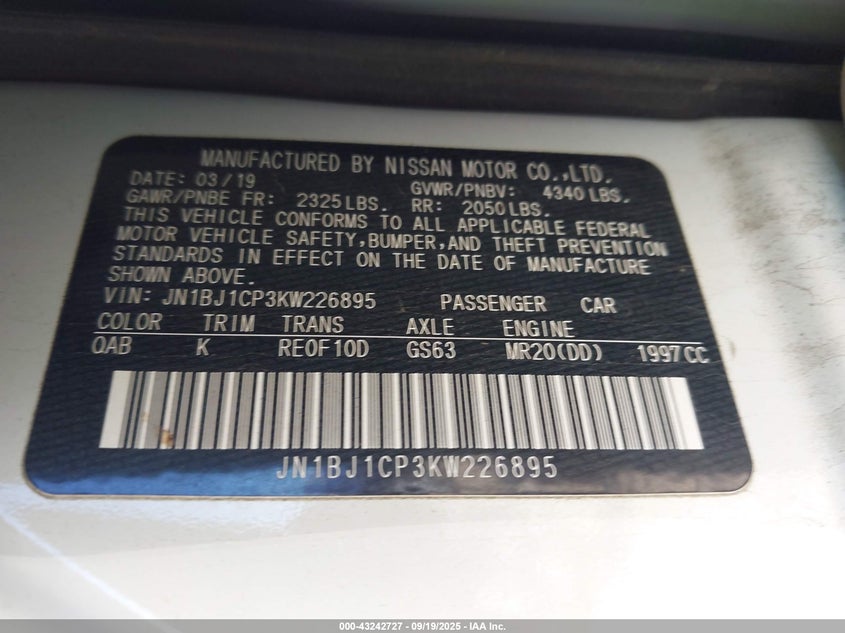 MANUFACTURED BY NISSAN MOTOR CO.,LTD.
DATE: 03/19 GVWR/PNBV: 4340 LBS.
GAWR/PNBE FR: 2325 LBS. RR: 2050 LBS.
THIS VEHICLE CONFORMS TO ALL APPLICABLE FEDERAL
MOTOR VEHICLE SAFETY,BUMPER,AND THEFT PREVENTION
STANDARDS IN EFFECT ON THE DATE OF MANUFACTURE
SHOWN ABOVE.
VIN: JN1BJ1CP3KW226895 PASSENGER CAR
COLOR TRIM TRANS AXLE ENGINE
QAB K RE0F10D GS63 MR20(DD) 1997CC
JN1BJ1CP3KW226895
000-43242727 - 09/19/2025 - IAA Inc.